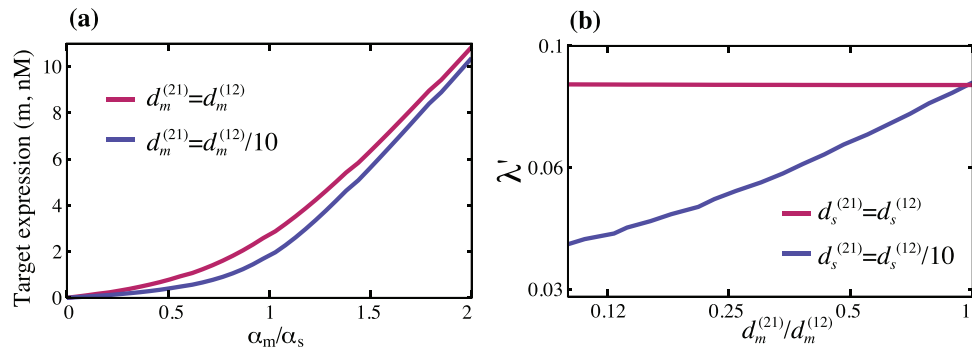 (a)
Target expression (m, nM)
10
8
6
4
2
0
d_m^(21)=d_m^(12)
d_m^(21)=d_m^(12)/10
0
0.5
1
1.5
2
α_m/α_s
(b)
λ'
0.1
0.06
0.03
d_s^(21)=d_s^(12)
d_s^(21)=d_s^(12)/10
0.12
0.25
0.5
1
d_m^(21)/d_m^(12)